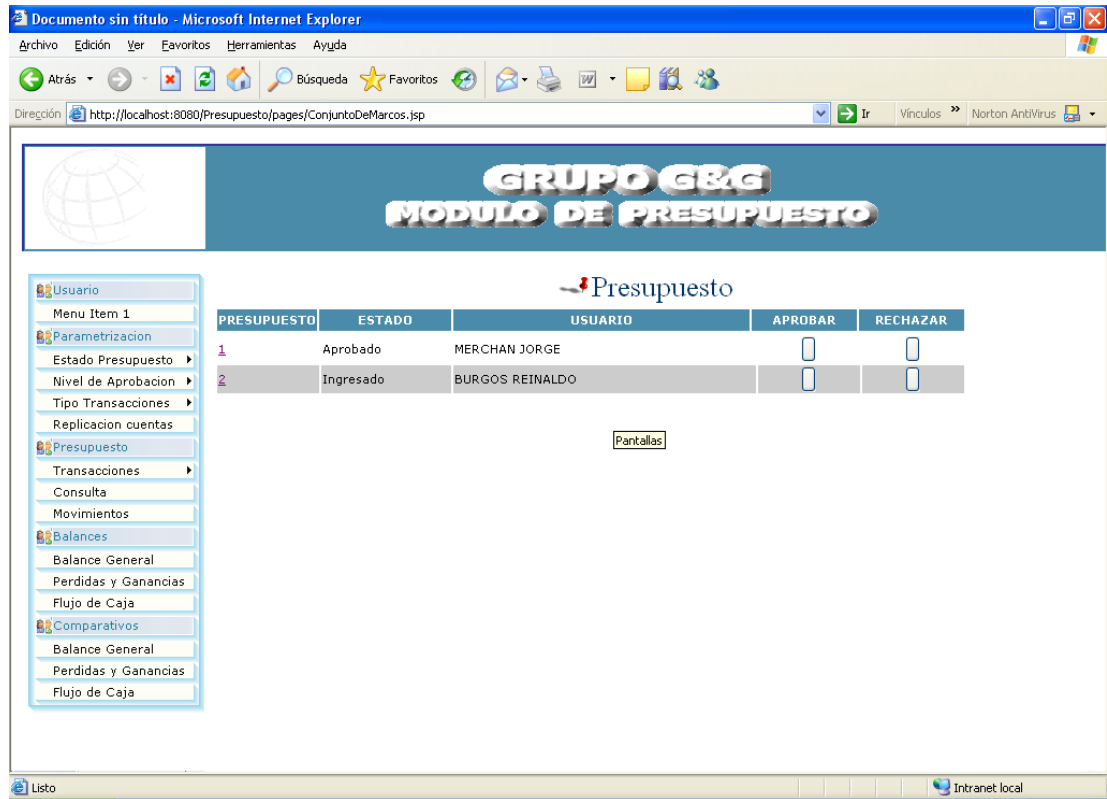 Documento sin título - Microsoft Internet Explorer
Archivo Edición Ver Favoritos Herramientas Ayuda
Atrás Búsqueda Favoritos
Dirección http://localhost:8080/Presupuesto/pages/ConjuntoDeMarcos.jsp Ir Vínculos » Norton AntiVirus
GRUPO G&G
MODULO DE PRESUPUESTO
Usuario
Menu Item 1
Parametrizacion
Estado Presupuesto
Nivel de Aprobacion
Tipo Transacciones
Replicacion cuentas
Presupuesto
Transacciones
Consulta
Movimientos
Balances
Balance General
Perdidas y Ganancias
Flujo de Caja
Comparativos
Balance General
Perdidas y Ganancias
Flujo de Caja
Presupuesto
PRESUPUESTO ESTADO USUARIO APROBAR RECHAZAR
1 Aprobado MERCHAN JORGE
2 Ingresado BURGOS REINALDO
Pantallas
Listo Intranet local